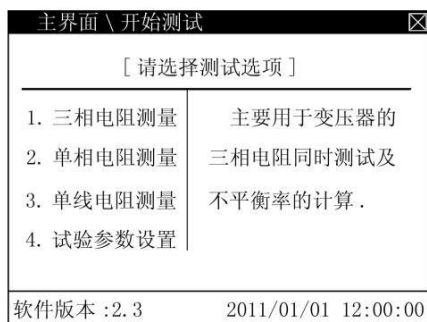 主界面 \ 开始测试
[ 请选择测试选项 ]
1. 三相电阻测量
2. 单相电阻测量
3. 单线电阻测量
4. 试验参数设置
主要用于变压器的
三相电阻同时测试及
不平衡率的计算 .
软件版本 :2.3
2011/01/01 12:00:00